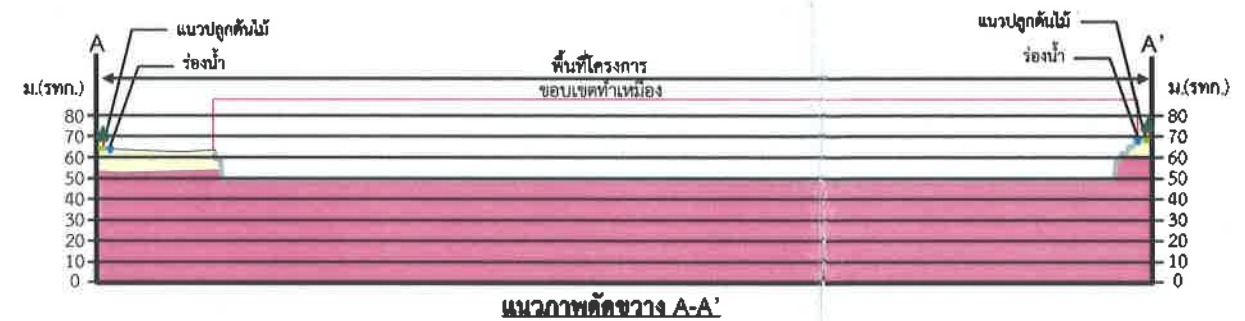 แนวปลูกต้นไม้
แนวปลูกต้นไม้
A
A'
ร่องน้ำ
ร่องน้ำ
พื้นที่โครงการ
ม.(รทก.)
ขอบเขตทำเหมือง
ม.(รทก.)
80
80
70
70
60
60
50
50
40
40
30
30
20
20
10
10
0
0
แนวภาพตัดขวาง A-A'